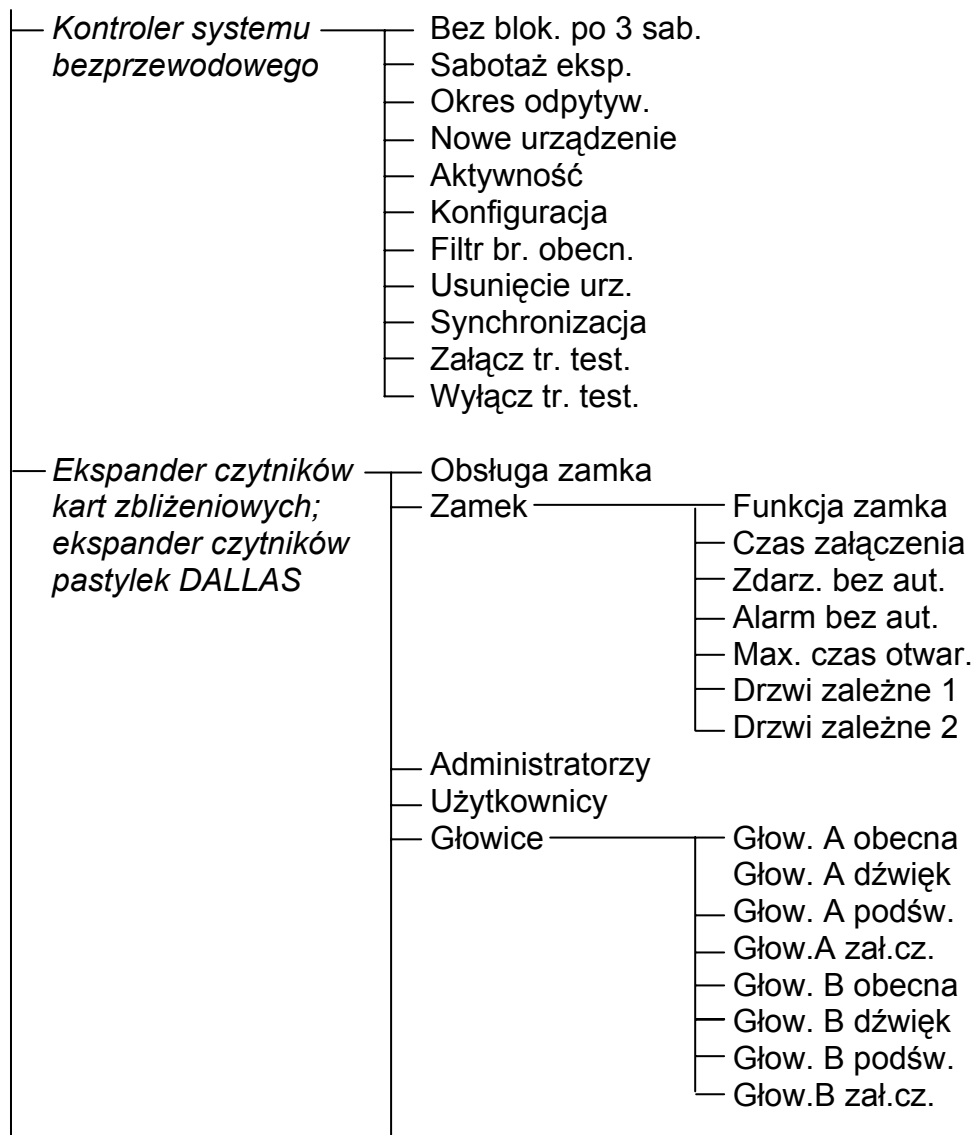 Kontroler systemu
bezprzewodowego
Bez blok. po 3 sab.
Sabotaż eksp.
Okres odpytyw.
Nowe urządzenie
Aktywność
Konfiguracja
Filtr br. obecn.
Usunięcie urz.
Synchronizacja
Załącz tr. test.
Wyłącz tr. test.
Ekspander czytników
kart zbliżeniowych;
ekspander czytników
pastylek DALLAS
Obsługa zamka
Zamek
Funkcja zamka
Czas załączenia
Zdarz. bez aut.
Alarm bez aut.
Max. czas otwar.
Drzwi zależne 1
Drzwi zależne 2
Administratorzy
Użytkownicy
Głowice
Głow. A obecna
Głow. A dźwięk
Głow. A podśw.
Głow.A zał.cz.
Głow. B obecna
Głow. B dźwięk
Głow. B podśw.
Głow.B zał.cz.